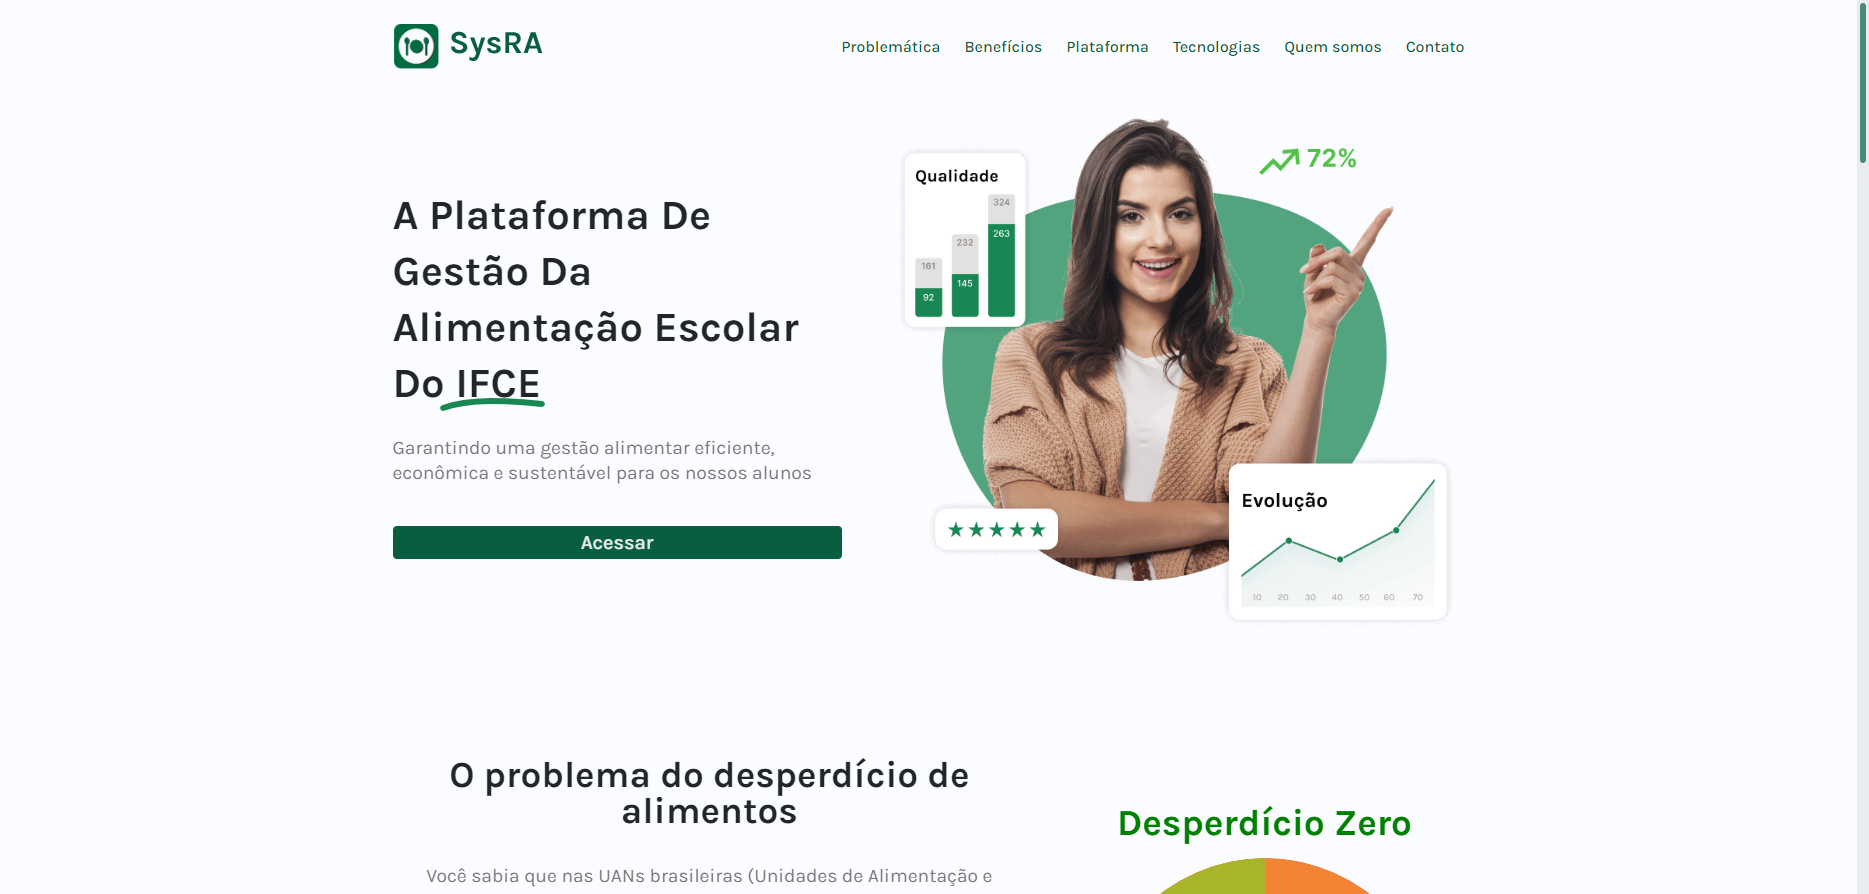 SysRA
Problemática Benefícios Plataforma Tecnologias Quem somos Contato
A Plataforma De
Gestão Da
Alimentação Escolar
Do IFCE
Garantindo uma gestão alimentar eficiente,
econômica e sustentável para os nossos alunos
Acessar
Qualidade
324
263
232
145
161
92
72%
Evolução
10 20 30 40 50 60 70
O problema do desperdício de
alimentos
Você sabia que nas UANs brasileiras (Unidades de Alimentação e
Desperdício Zero